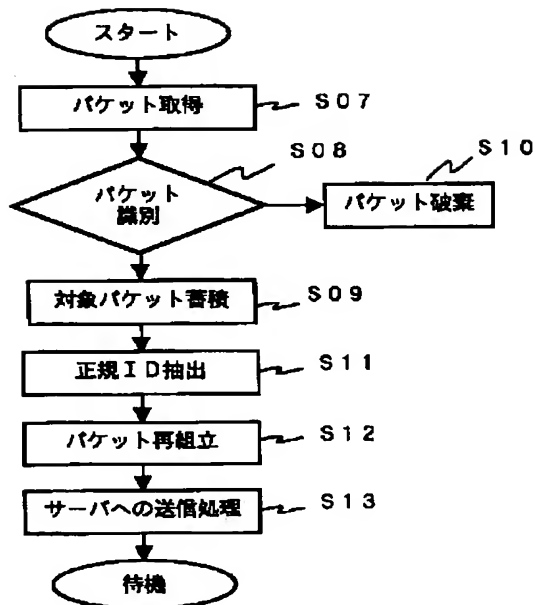 スタート
パケット取得
S07
S08
パケット
識別
S10
パケット破棄
対象パケット蓄積
S09
正規ID抽出
S11
パケット再組立
S12
サーバへの送信処理
S13
待機